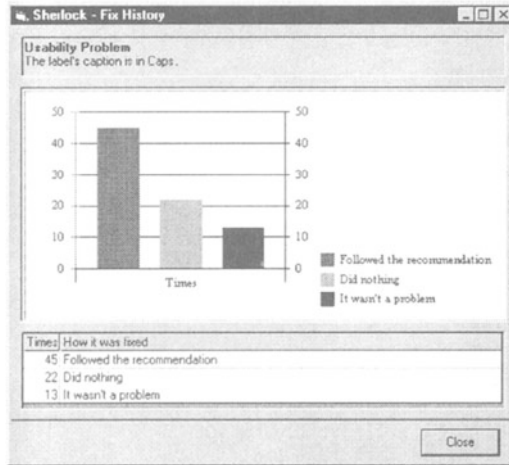 Sherlock - Fix History
Usability Problem
The label's caption is in Caps.
50 50
40 40
30 30
20 20
10 10
0 0
Times
Followed the recommendation
Did nothing
It wasn't a problem
Times How it was fixed
45 Followed the recommendation
22 Did nothing
13 It wasn't a problem
Close